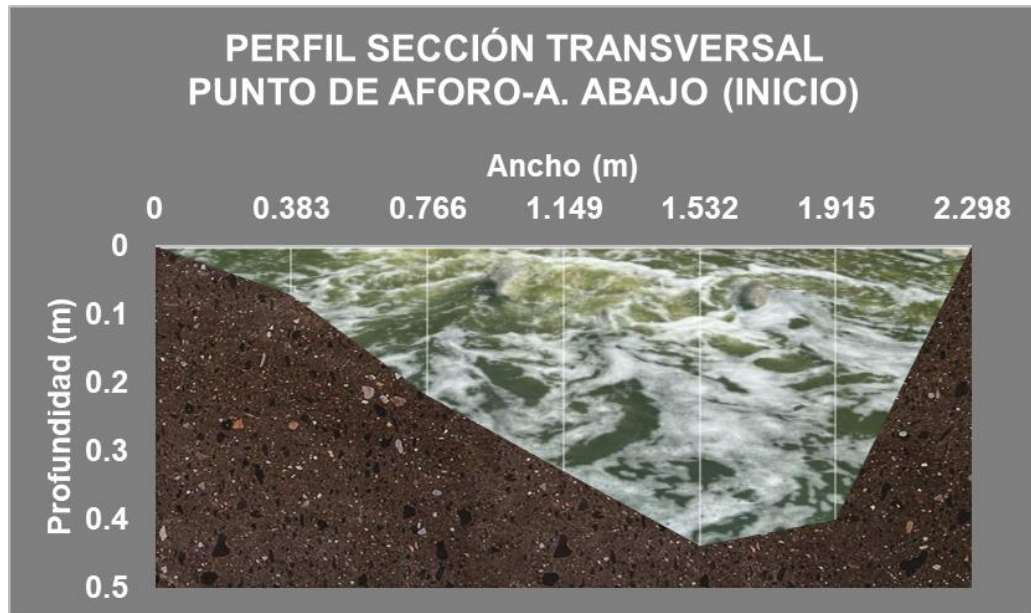 PERFIL SECCIÓN TRANSVERSAL
PUNTO DE AFORO-A. ABAJO (INICIO)
Ancho (m)
0 0.383 0.766 1.149 1.532 1.915 2.298
Profundidad (m)
0
0.1
0.2
0.3
0.4
0.5